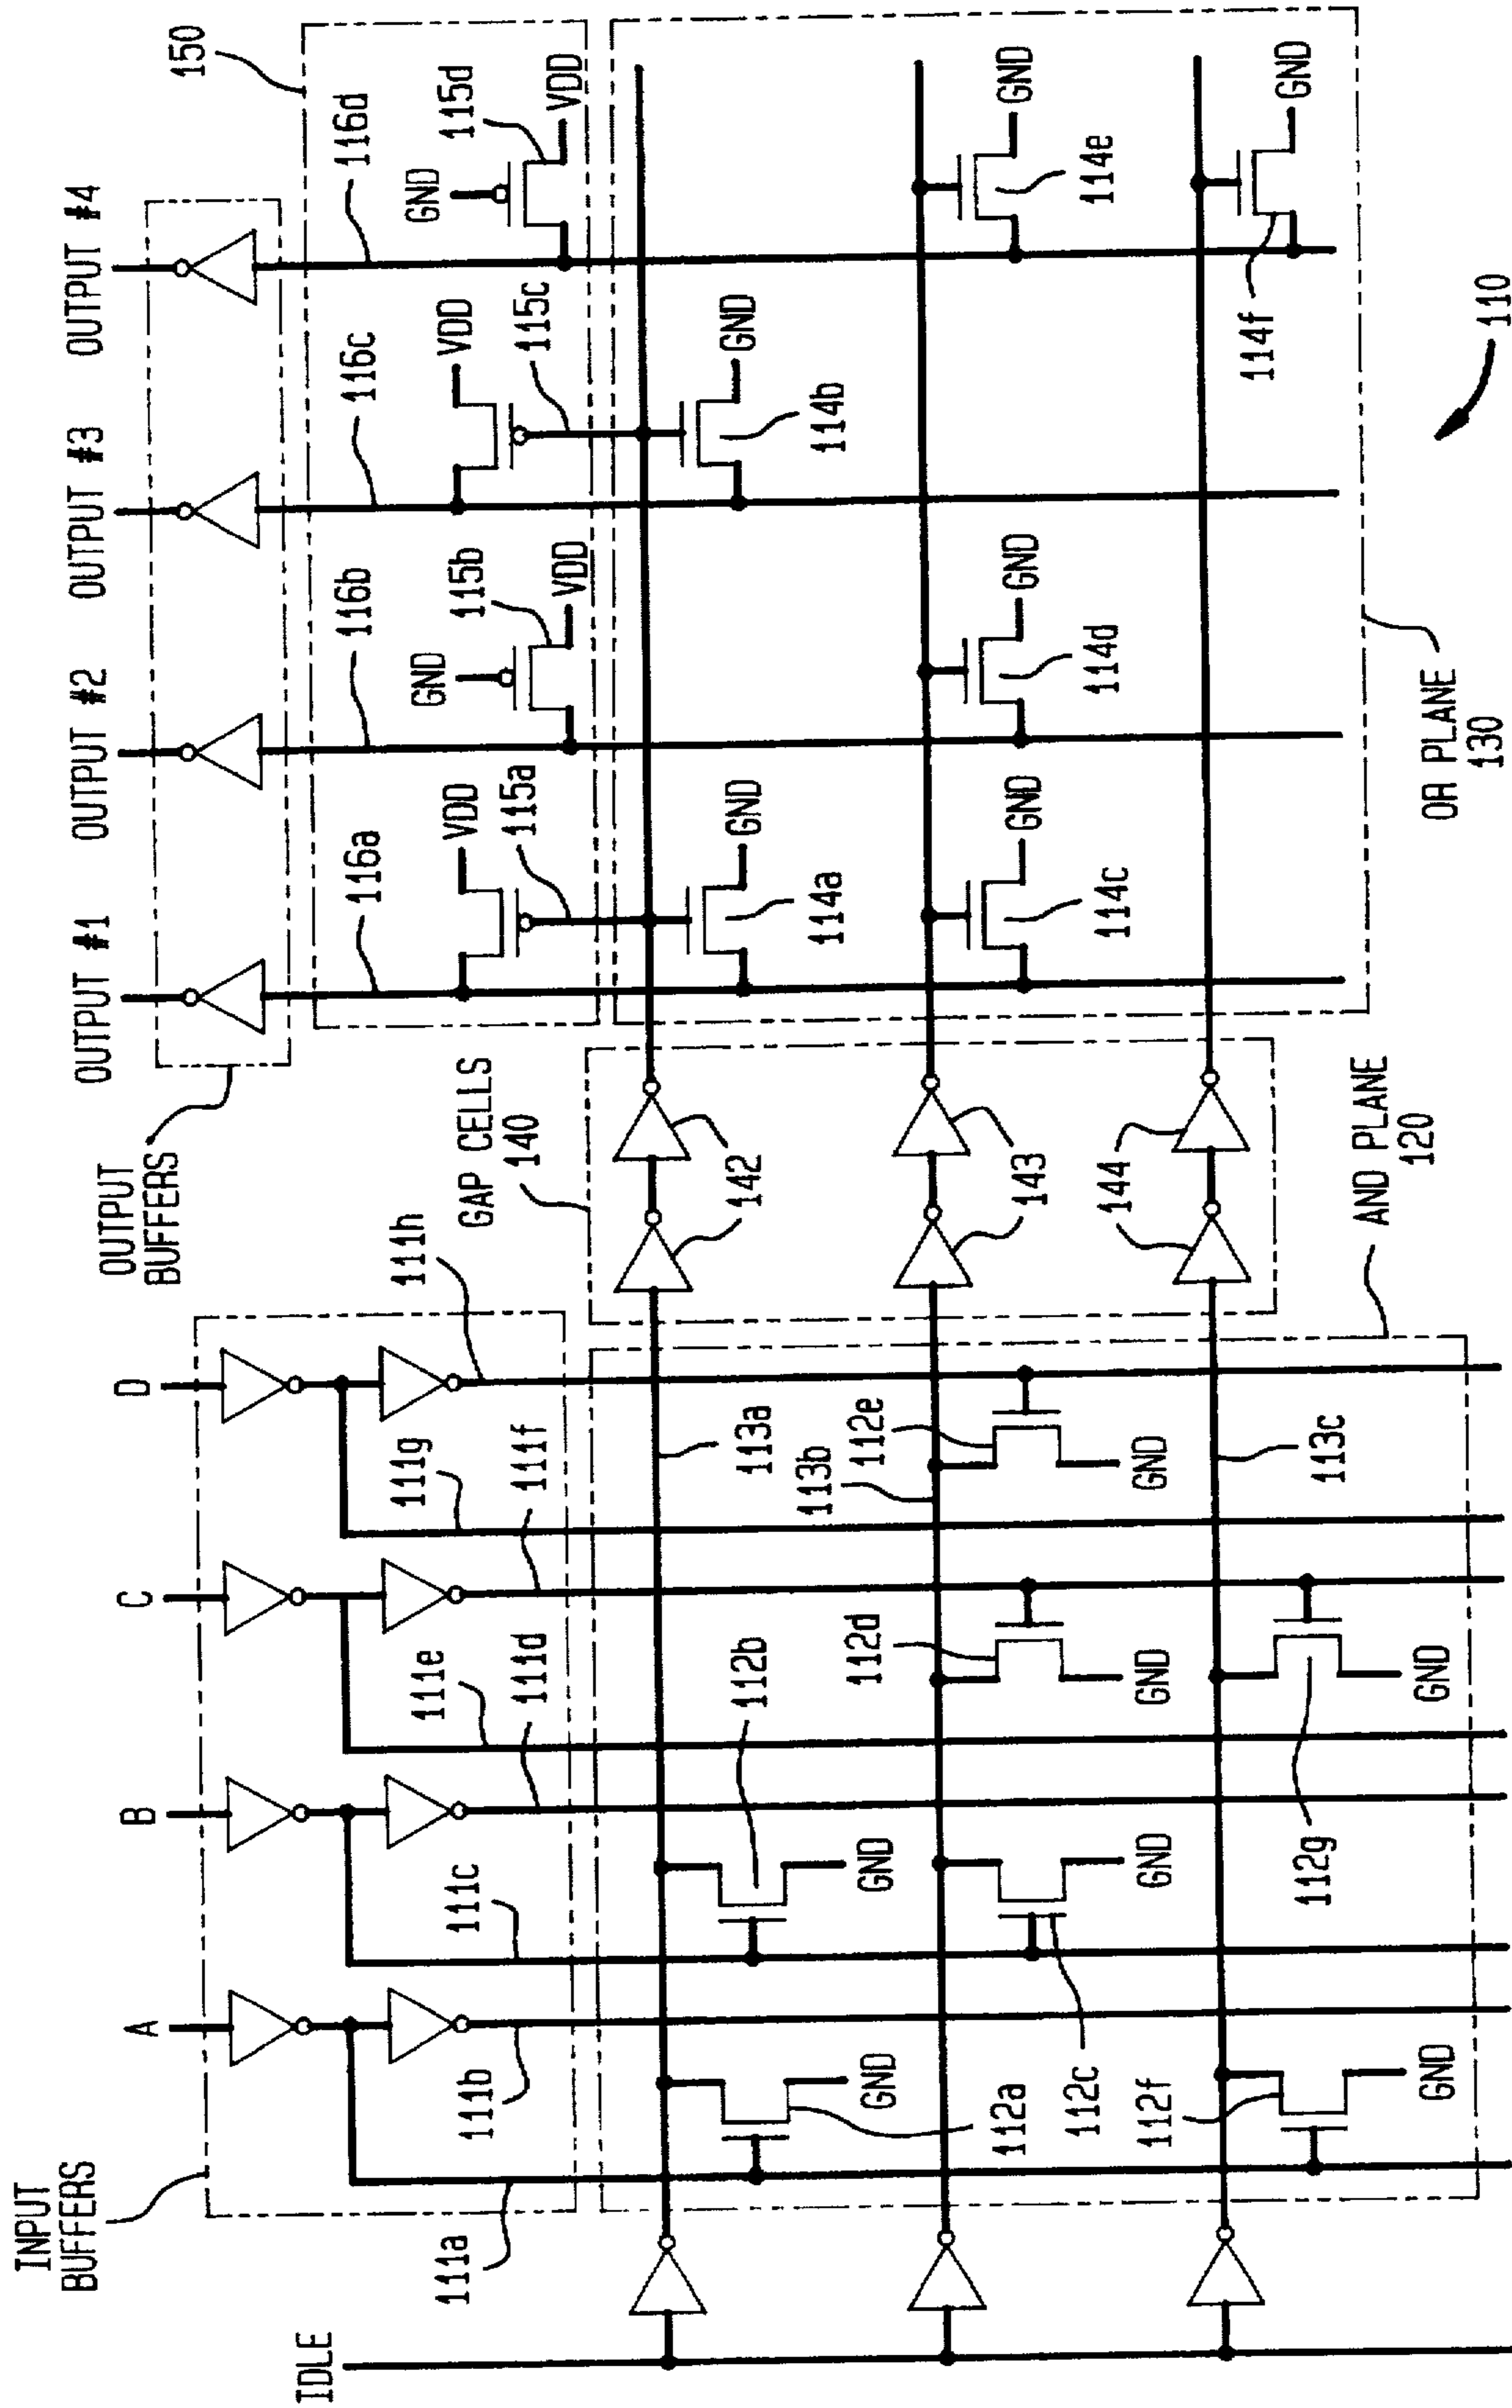 INPUT
BUFFERS
A
B
C
D
OUTPUT
BUFFERS
OUTPUT #1
OUTPUT #2
OUTPUT #3
OUTPUT #4
150
IDLE
111a
111b
111c
111d
111e
111f
111g
111h
GAP CELLS
140
116a
116b
116c
116d
VDD
115a
GND
115b
VDD
VDD
115c
GND
115d
VDD
112a
GND
112b
GND
113a
142
114a
GND
114b
GND
112c
GND
112d
GND
113b
112e
GND
143
114c
GND
114d
GND
114e
GND
112f
GND
112g
GND
113c
144
114f
GND
AND PLANE
120
OR PLANE
130
110